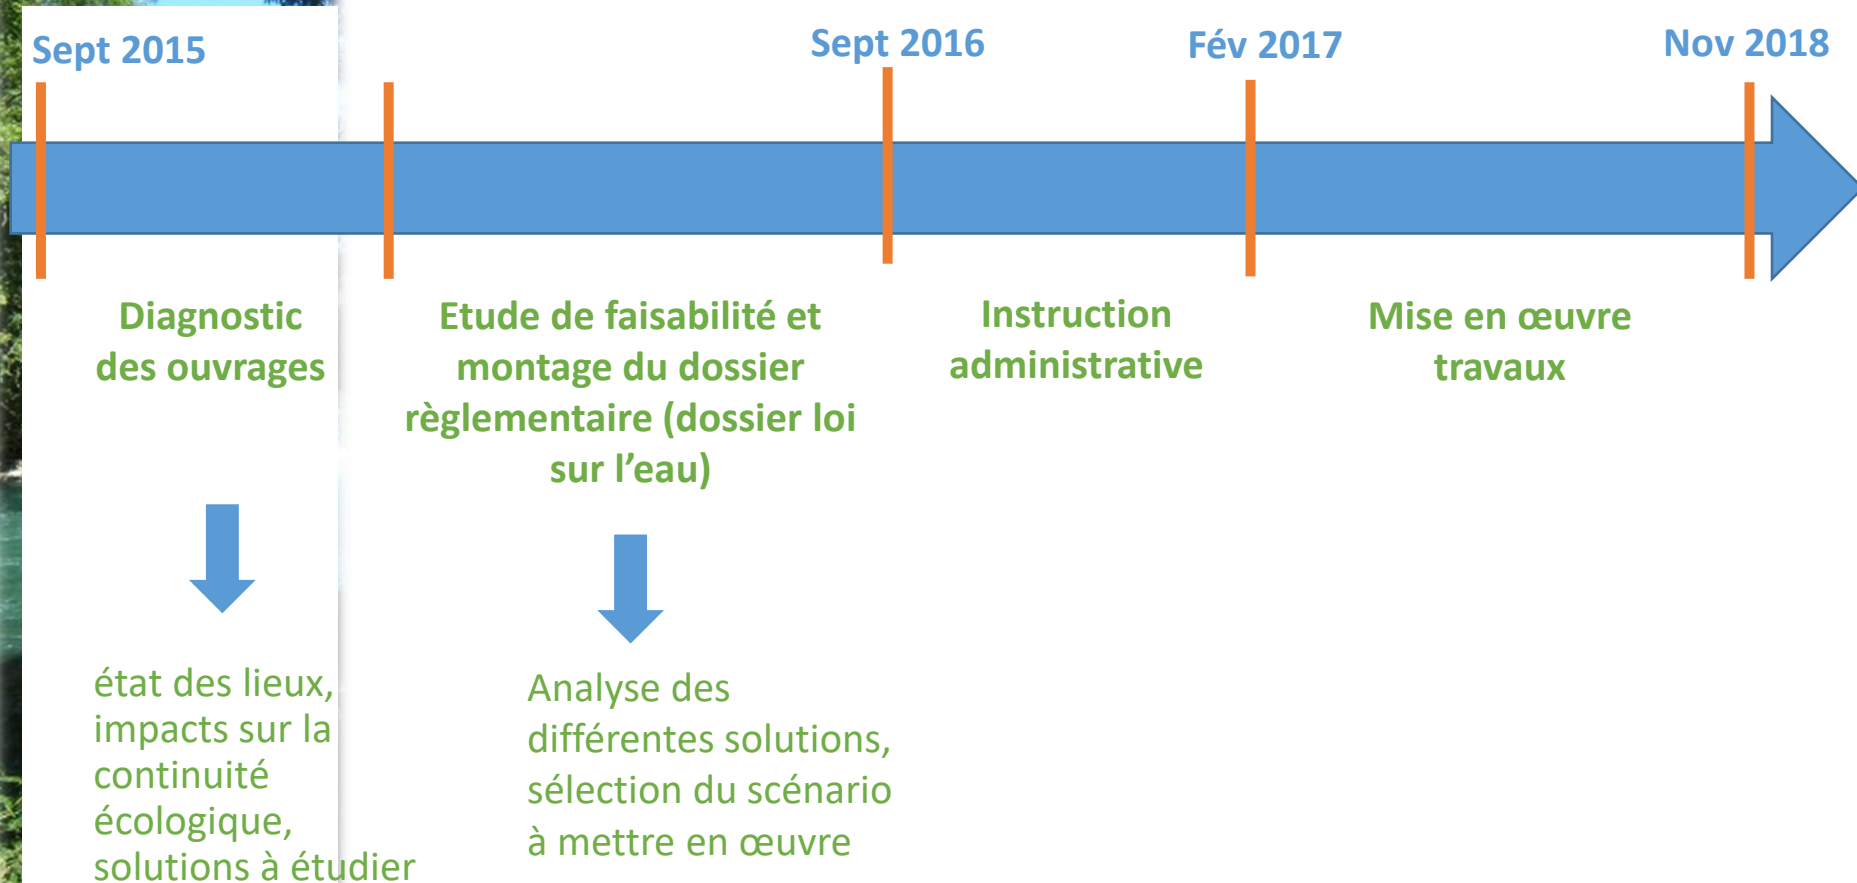 Sept 2015
Sept 2016
Fév 2017
Nov 2018
Diagnostic
des ouvrages
Etude de faisabilité et
montage du dossier
règlementaire (dossier loi
sur l’eau)
Instruction
administrative
Mise en œuvre
travaux
état des lieux,
impacts sur la
continuité
écologique,
solutions à étudier
Analyse des
différentes solutions,
sélection du scénario
à mettre en œuvre